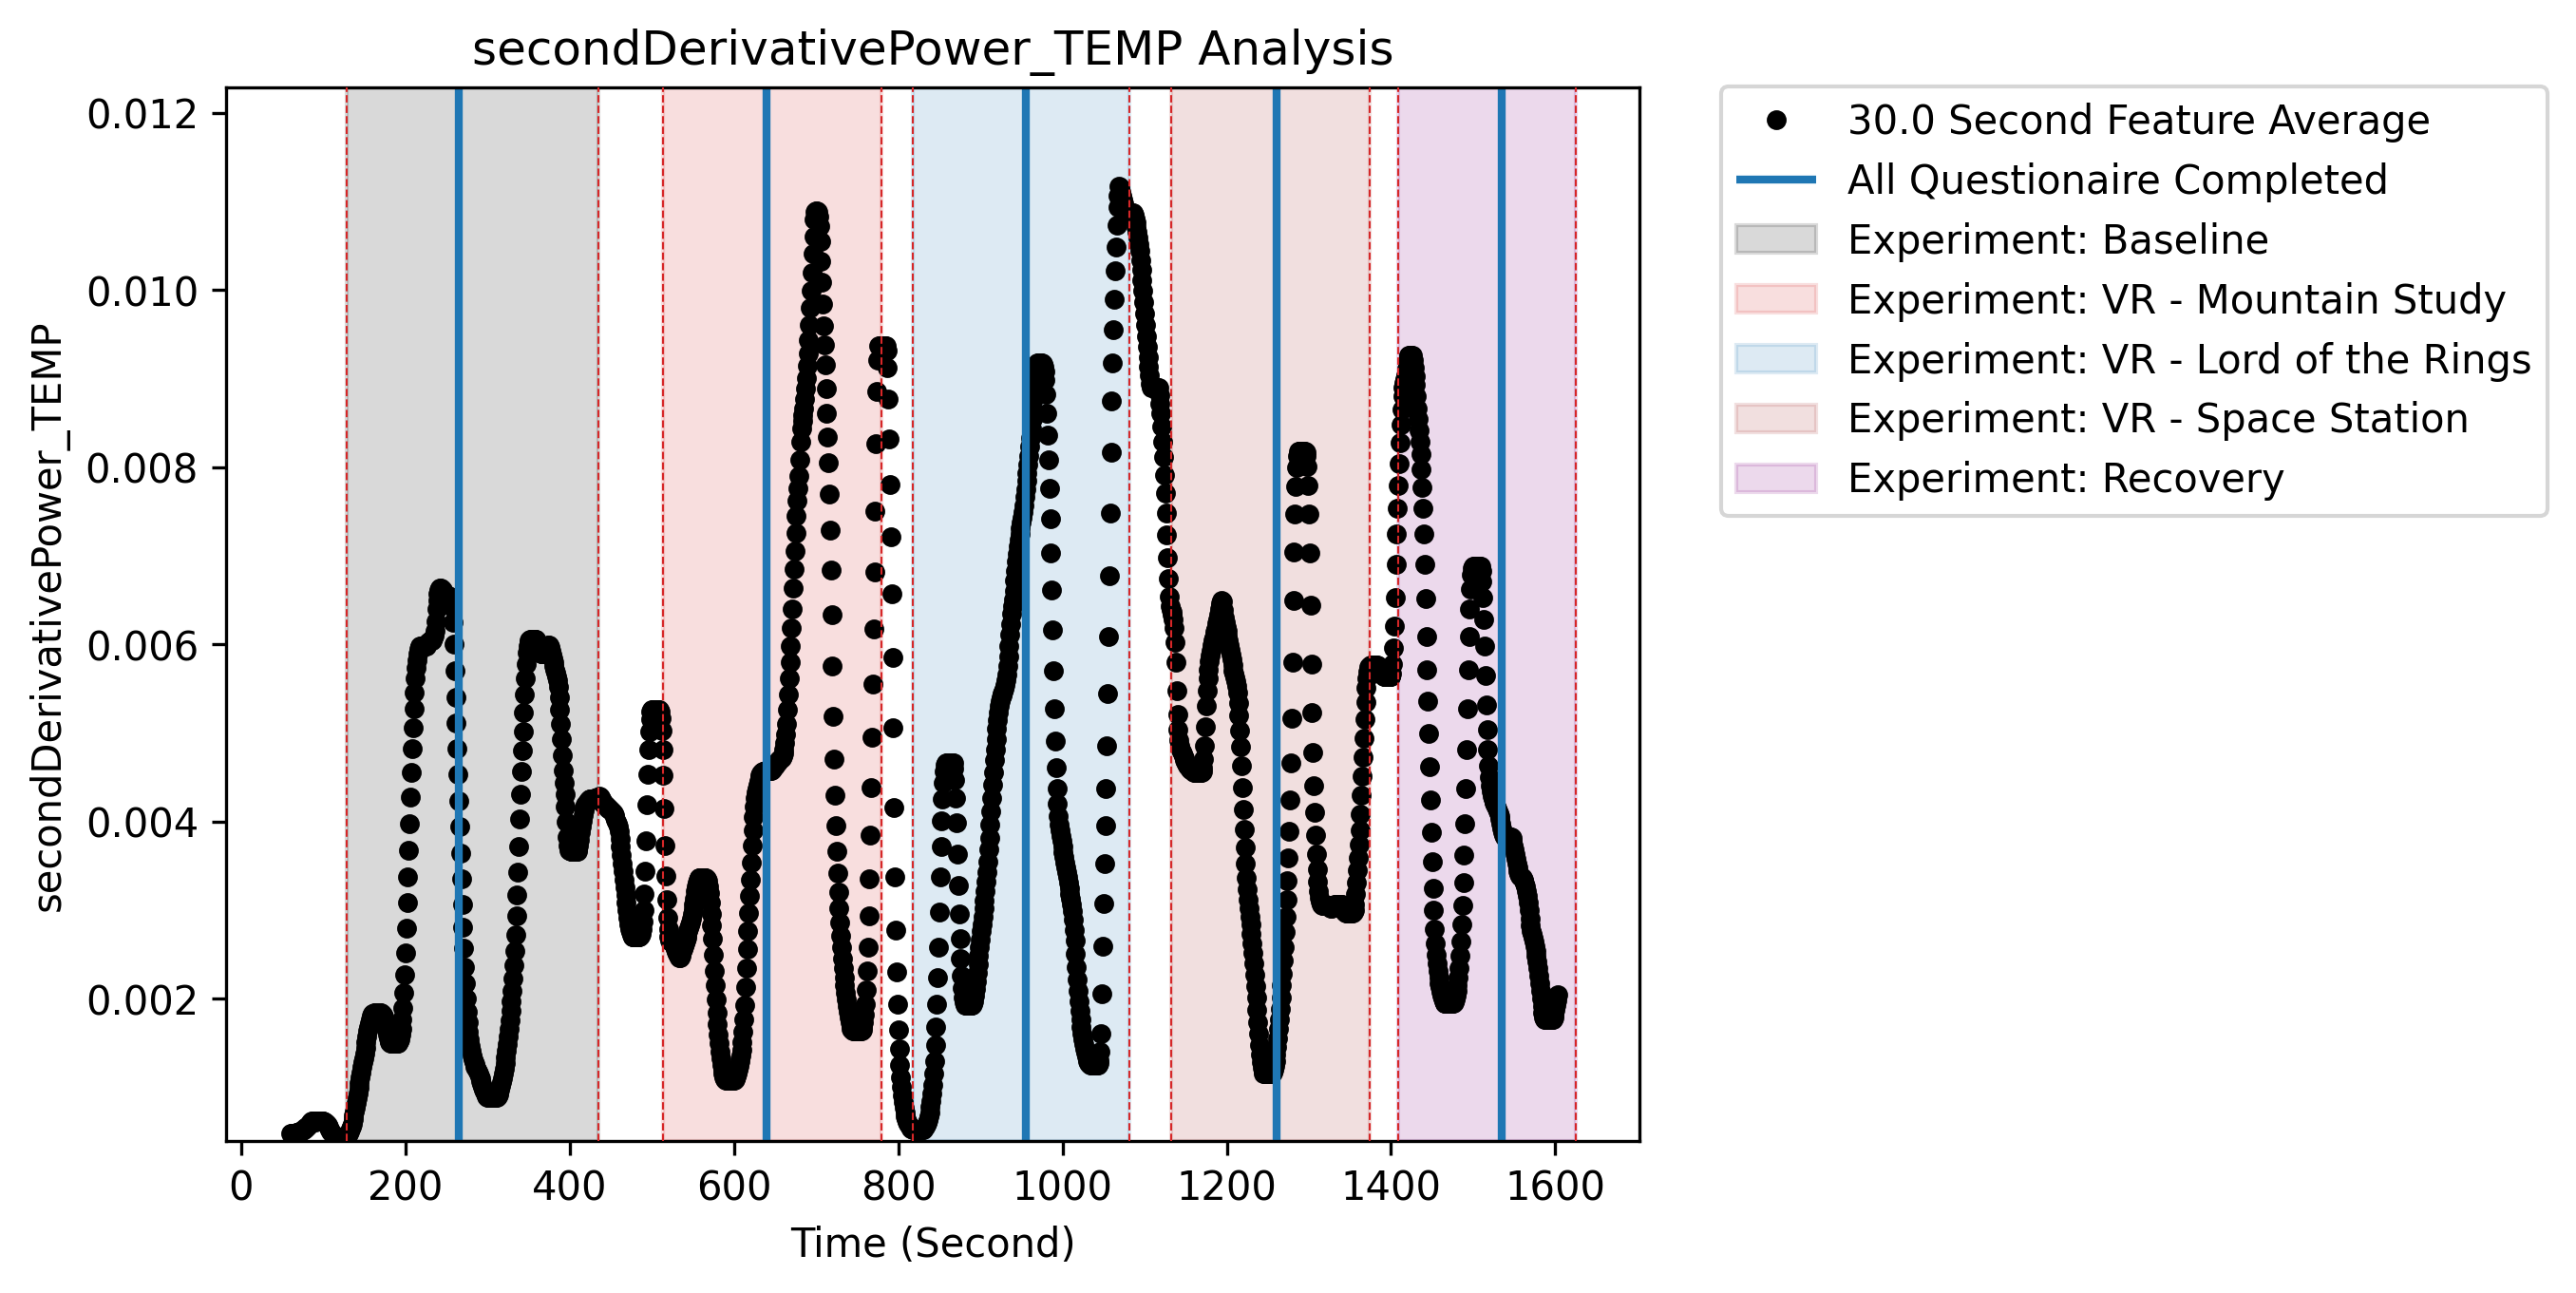 secondDerivativePower_TEMP Analysis
secondDerivativePower_TEMP
0.012
0.010
0.008
0.006
0.004
0.002
0 200 400 600 800 1000 1200 1400 1600
Time (Second)
30.0 Second Feature Average
All Questionaire Completed
Experiment: Baseline
Experiment: VR - Mountain Study
Experiment: VR - Lord of the Rings
Experiment: VR - Space Station
Experiment: Recovery